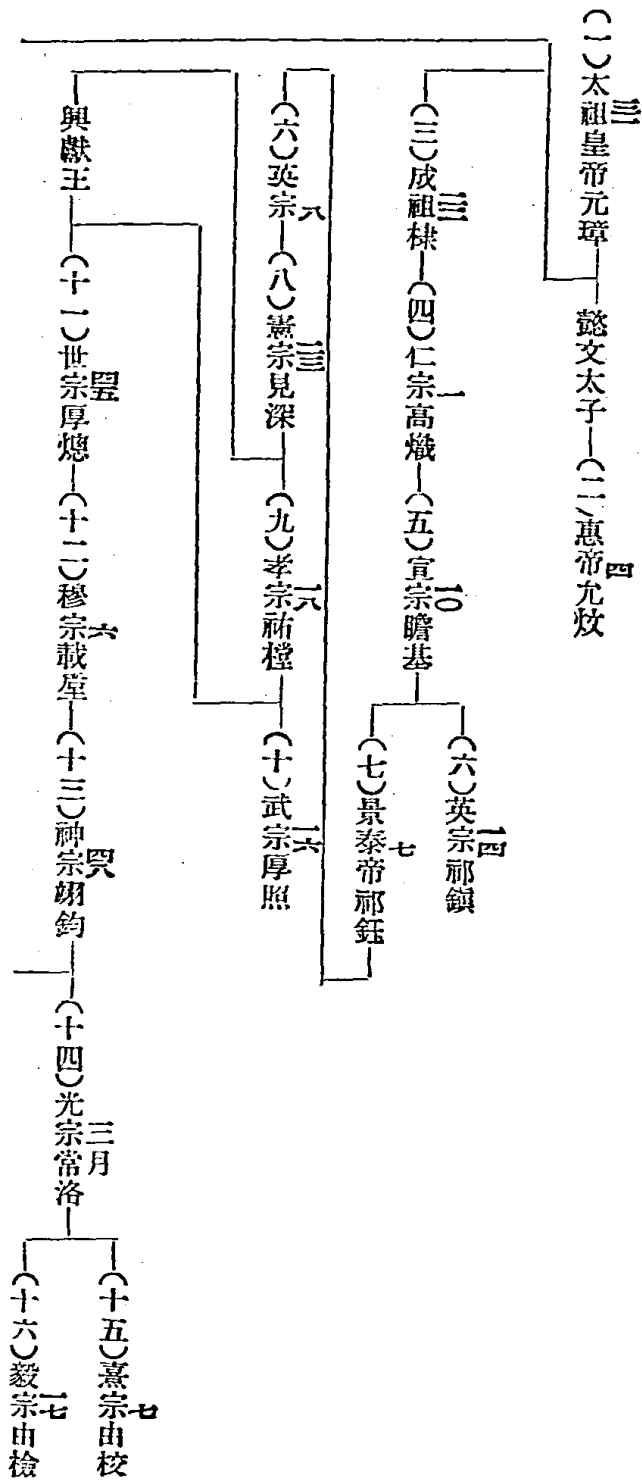 (一)太祖皇帝元璋 三一
懿文太子
(二)惠帝允炆 四
(三)成祖棣 二二
(四)仁宗高熾 一
(五)宣宗瞻基 一〇
(六)英宗祁鎮 一四
(七)景泰帝祁鈺 七
(六)英宗 八
(八)憲宗見深 二三
(九)孝宗祐樘 一八
(十)武宗厚照 一六
興獻王
(十一)世宗厚熜 四五
(十二)穆宗載垕 六
(十三)神宗翊鈞 四八
(十四)光宗常洛 三月
(十五)熹宗由校 七
(十六)毅宗由檢 一七